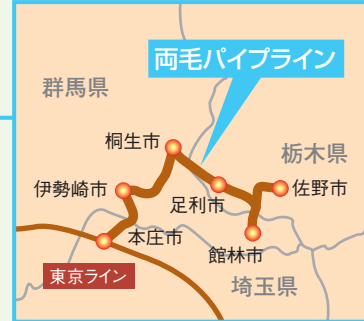 両毛パイプライン
群馬県
桐生市
栃木県
伊勢崎市
足利市
佐野市
本庄市
館林市
東京ライン
埼玉県